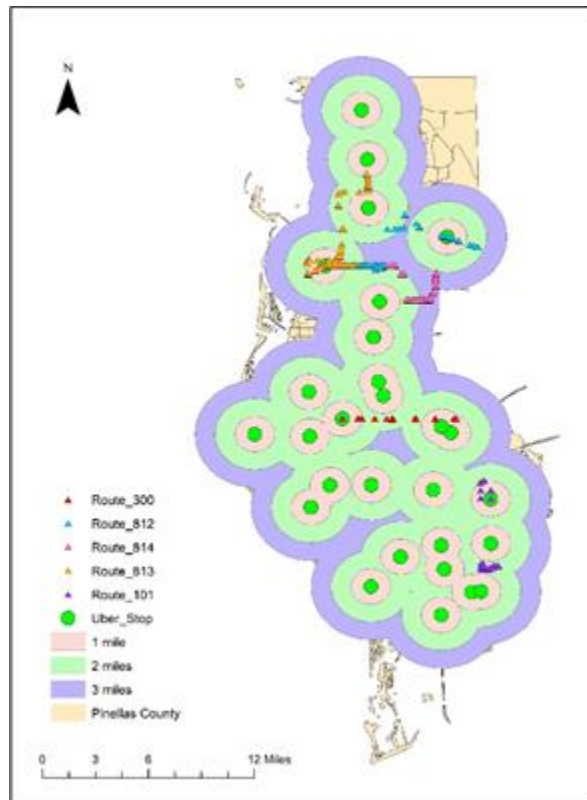 N
Route_300
Route_812
Route_814
Route_813
Route_101
Uber_Stop
1 mile
2 miles
3 miles
Pinellas County
0 3 6 12 Miles